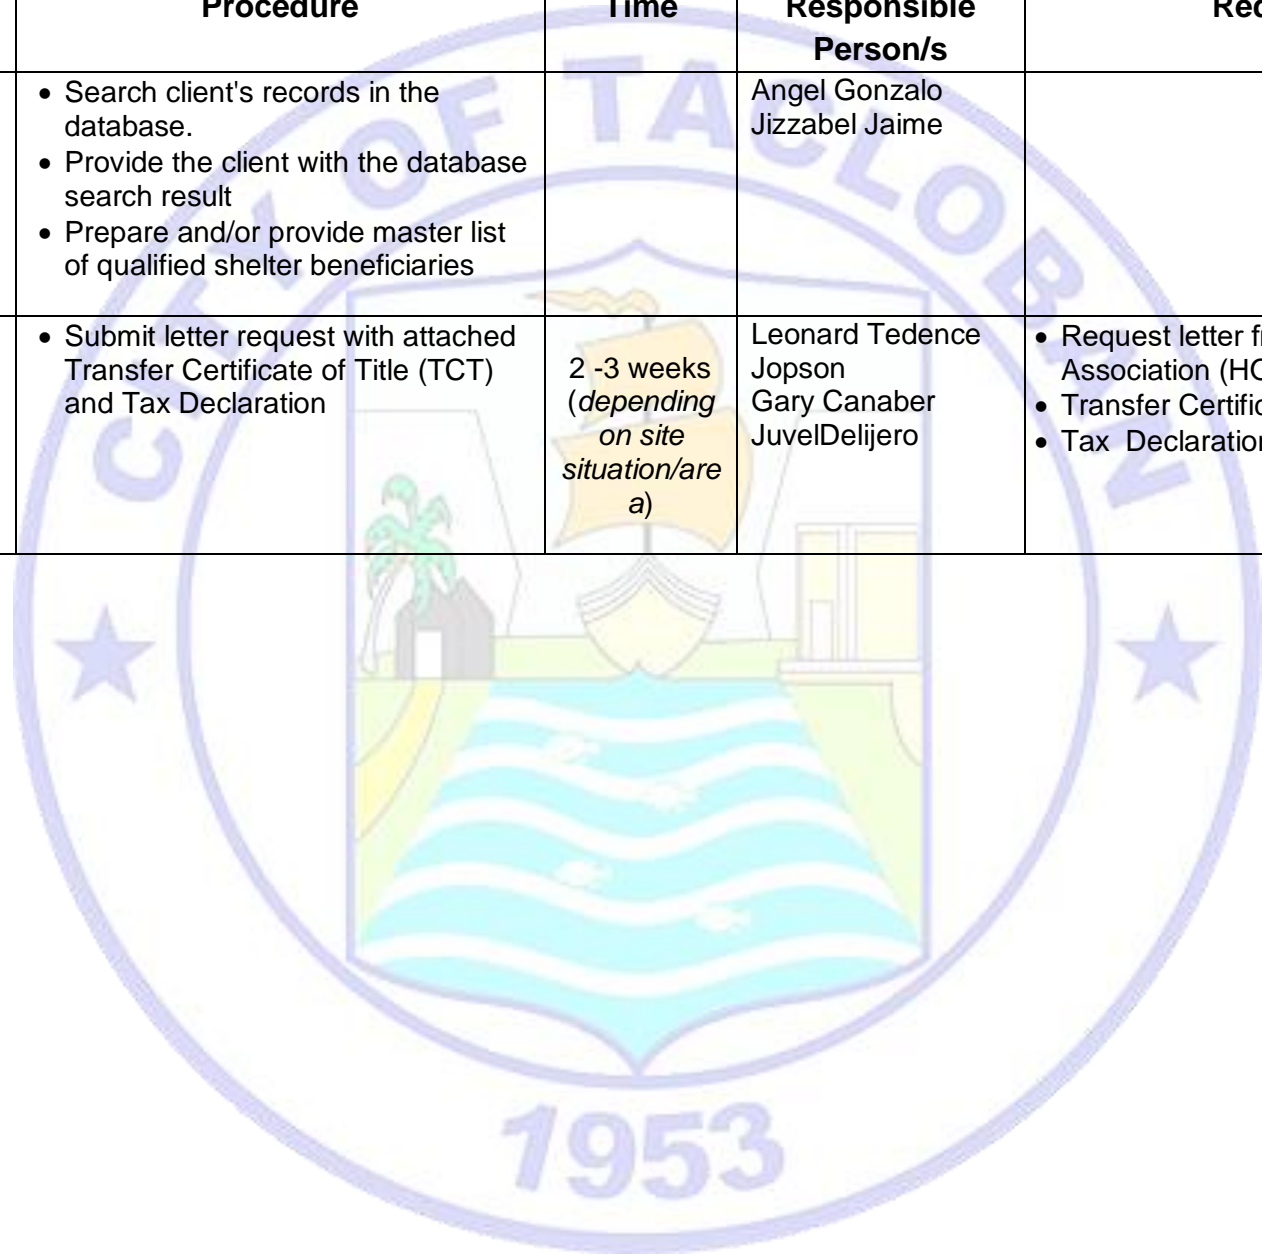 Procedure
Time
Responsible
Person/s
• Search client's records in the
database.
• Provide the client with the database
search result
• Prepare and/or provide master list
of qualified shelter beneficiaries
Angel Gonzalo
Jizzabel Jaime
• Submit letter request with attached
Transfer Certificate of Title (TCT)
and Tax Declaration
2 -3 weeks
(depending
on site
situation/are
a)
Leonard Tedence
Jopson
Gary Canaber
JuvelDelijero
• Request letter
Association
• Transfer
• Tax Declaration
CITY OF TACLOBAN
1953